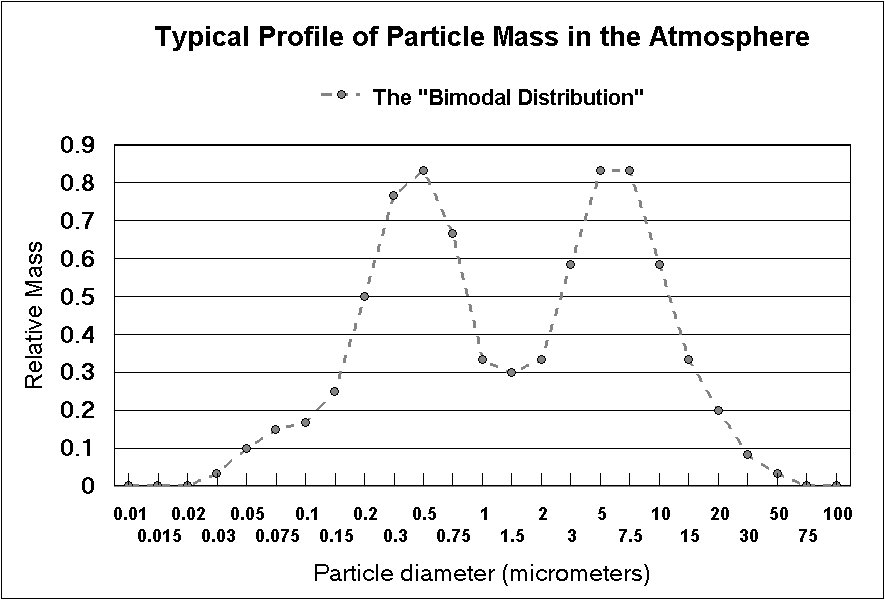 Typical Profile of Particle Mass in the Atmosphere
The "Bimodal Distribution"
0.9
0.8
0.7
0.6
0.5
0.4
0.3
0.2
0.1
0
Relative Mass
0.01 0.02 0.05 0.1 0.2 0.5 1 2 5 10 20 50 100
0.015 0.03 0.075 0.15 0.3 0.75 1.5 3 7.5 15 30 75
Particle diameter (micrometers)